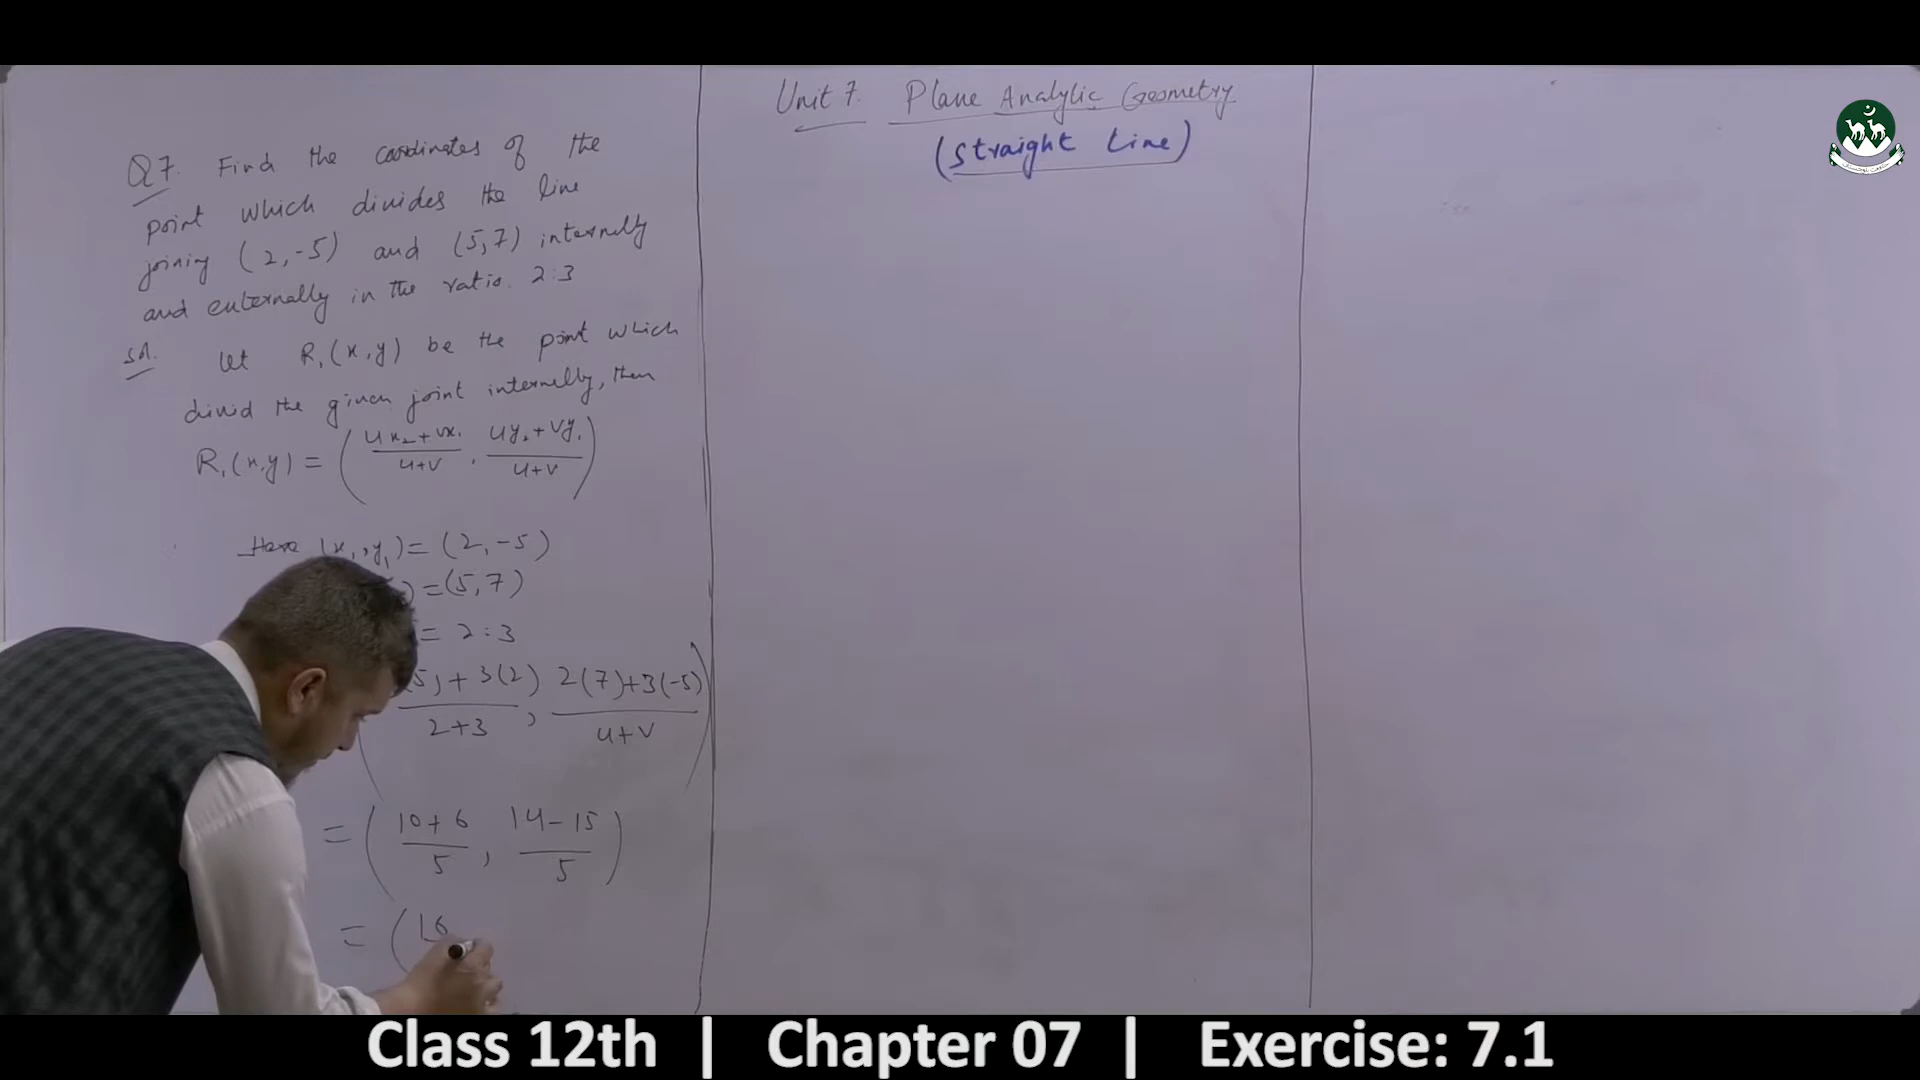 Q7. Find the coordinates of the
point which divides the line
joining (2,-5) and (5,7) internally
and externally in the ratio. 2:3
Sol. let R₁(x,y) be the point which
divid the given joint internally, then
R₁(x,y) = ( ux₂+vx₁ / u+v , uy₂+vy₁ / u+v )
Here (x₁,y₁) = (2,-5)
) = (5,7)
= 2:3
(5)+3(2) / 2+3 , 2(7)+3(-5) / u+v )
= ( 10+6 / 5 , 14-15 / 5 )
= ( 16
Unit 7. Plane Analytic Geometry
(straight line)
Class 12th | Chapter 07 | Exercise: 7.1